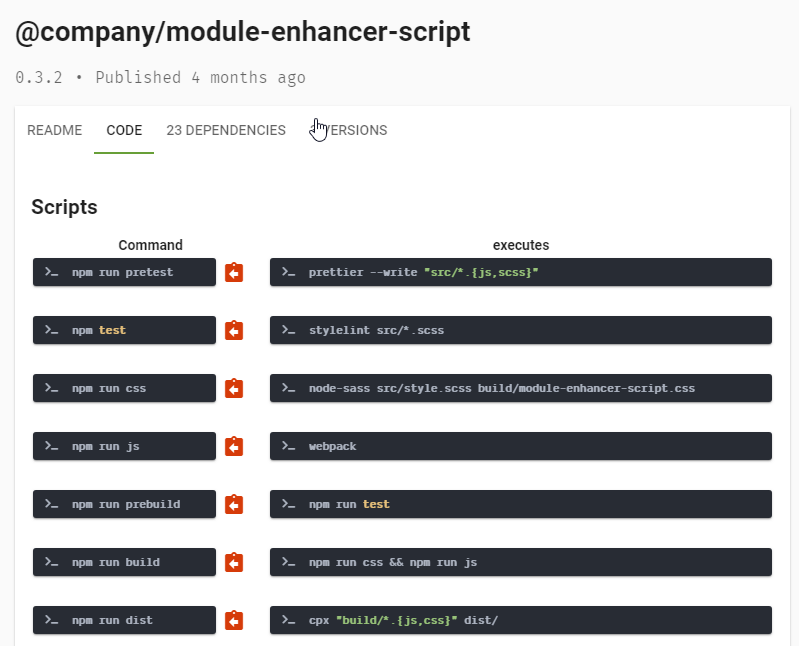 @company/module-enhancer-script
0.3.2 • Published 4 months ago
README CODE 23 DEPENDENCIES VERSIONS
Scripts
Command executes
>_ npm run pretest >_ prettier --write "src/*.{js,scss}"
>_ npm test >_ stylelint src/*.scss
>_ npm run css >_ node-sass src/style.scss build/module-enhancer-script.css
>_ npm run js >_ webpack
>_ npm run prebuild >_ npm run test
>_ npm run build >_ npm run css && npm run js
>_ npm run dist >_ cpx "build/*.{js,css}" dist/